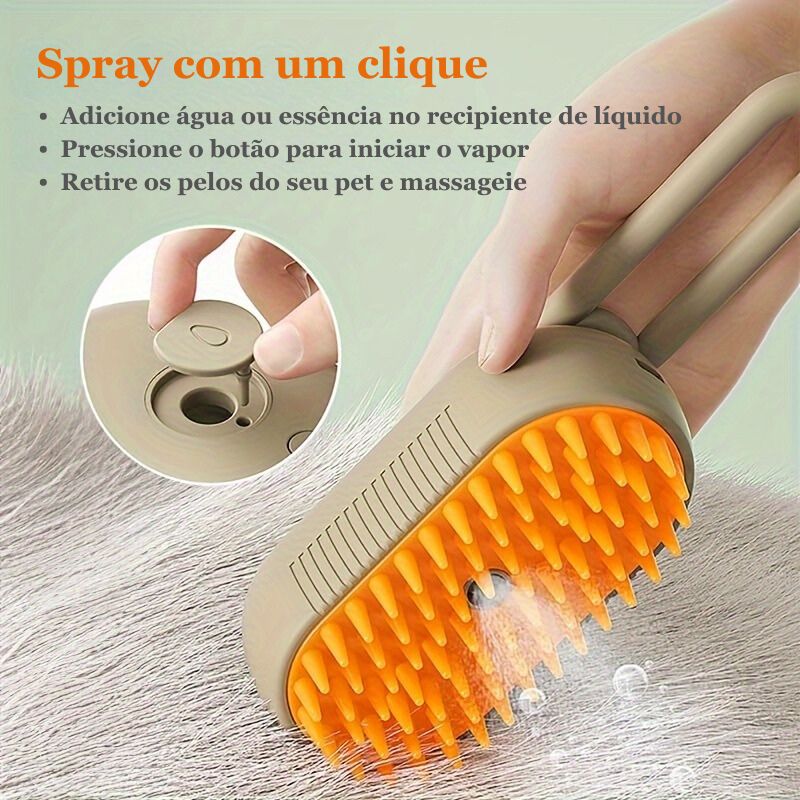 Spray com um clique
• Adicione água ou essência no recipiente de líquido
• Pressione o botão para iniciar o vapor
• Retire os pelos do seu pet e massageie